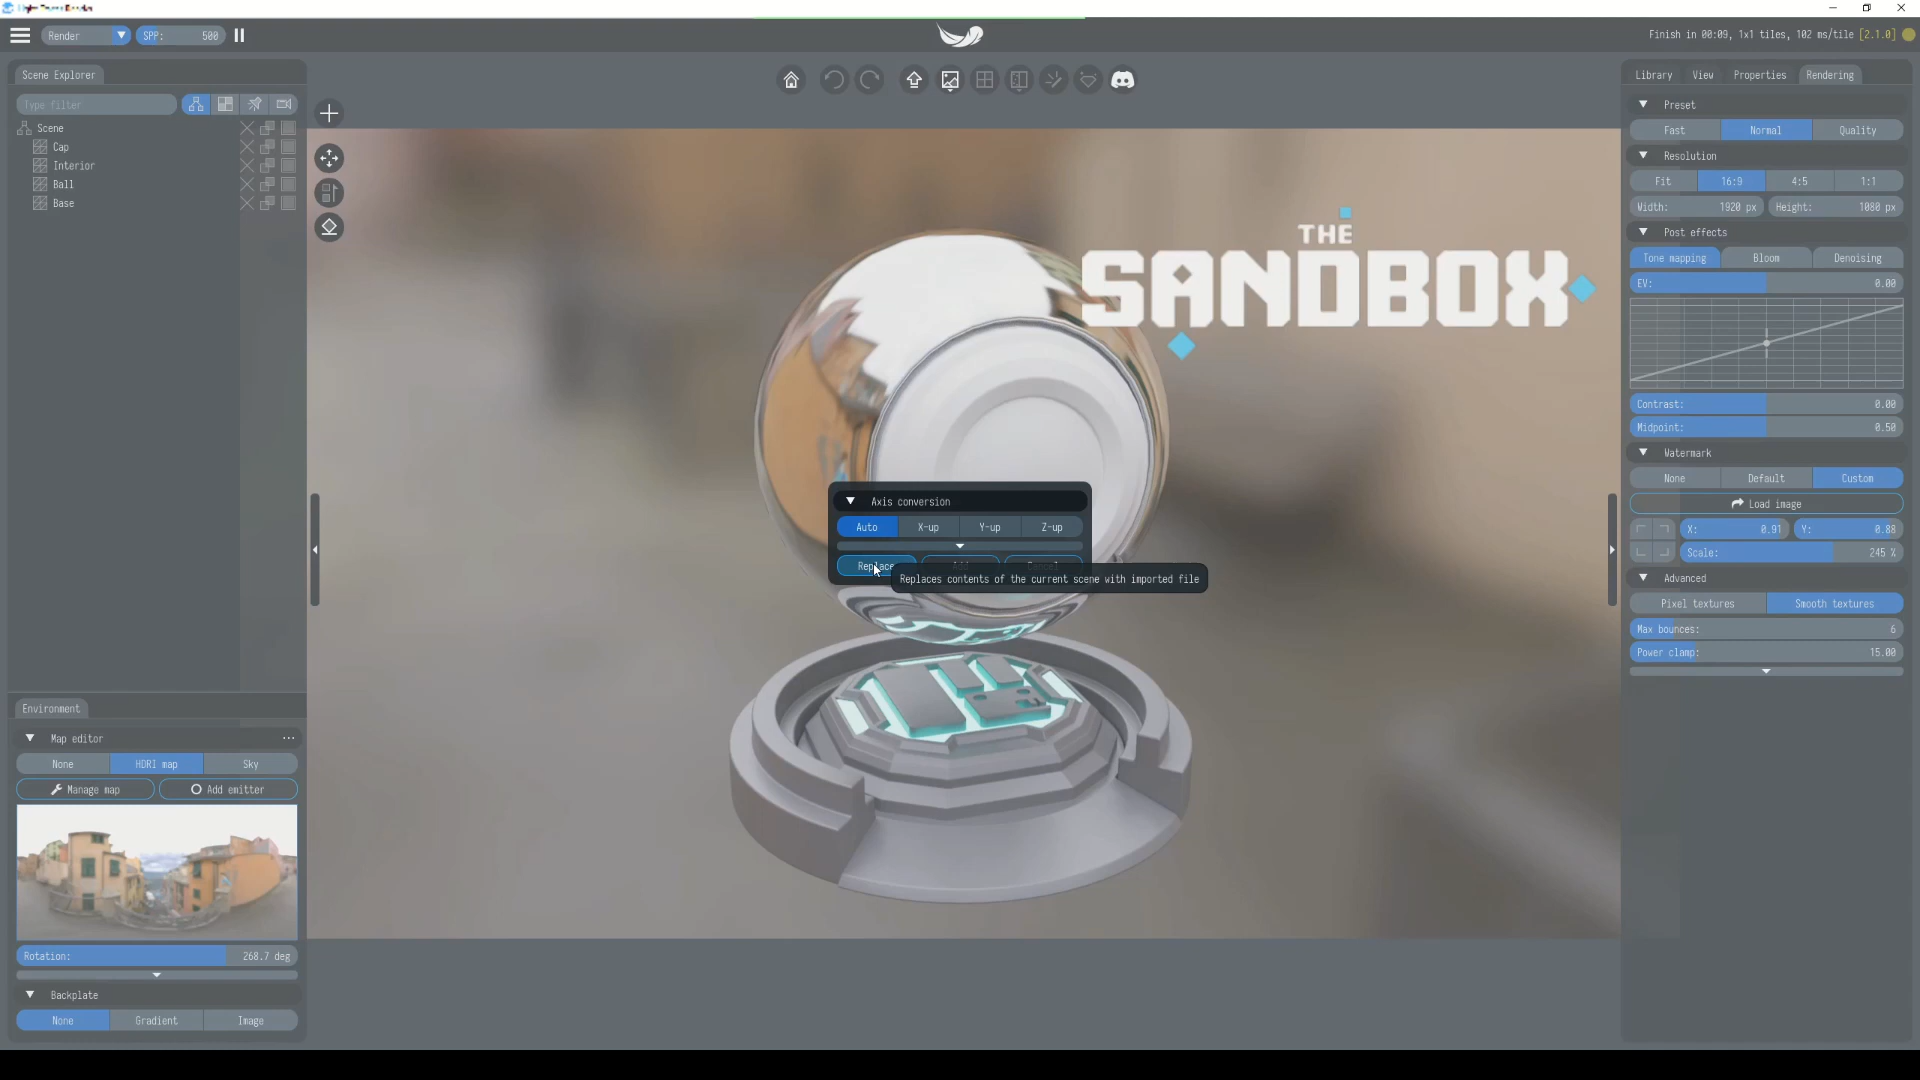 Render
SPP: 500
Finish in 00:09, 1x1 tiles, 102 ms/tile [2.1.0]
Scene Explorer
Type filter
Scene
Cap
Interior
Ball
Base
Library View Properties Rendering
Preset
Fast Normal Quality
Resolution
Fit 16:9 4:5 1:1
Width: 1920 px Height: 1080 px
Post effects
Tone mapping Bloom Denoising
EV: 0.00
Contrast: 0.00
Midpoint: 0.50
Watermark
None Default Custom
Load image
X: 0.91 Y: 0.88
Scale: 245 %
Advanced
Pixel textures Smooth textures
Max bounces: 6
Power clamp: 15.00
THE
SANDBOX
Axis conversion
Auto X-up Y-up Z-up
Replace Add Cancel
Replaces contents of the current scene with imported file
Environment
Map editor
None HDRI map Sky
Manage map Add emitter
Rotation: 268.7 deg
Backplate
None Gradient Image